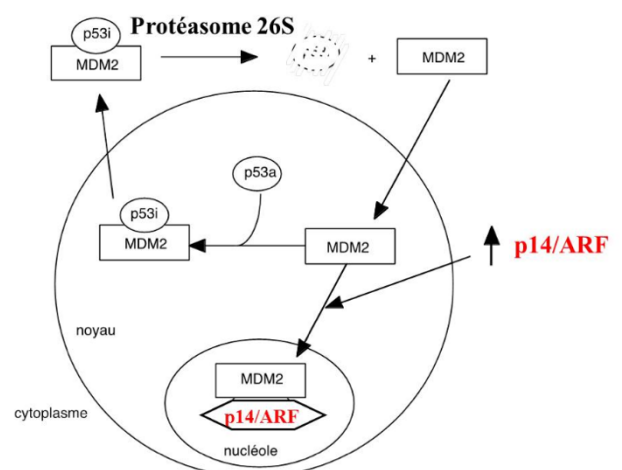 p53i Protéasome 26S
MDM2
+
MDM2
p53a
p53i
MDM2
MDM2
p14/ARF
noyau
MDM2
cytoplasme
p14/ARF
nucléole